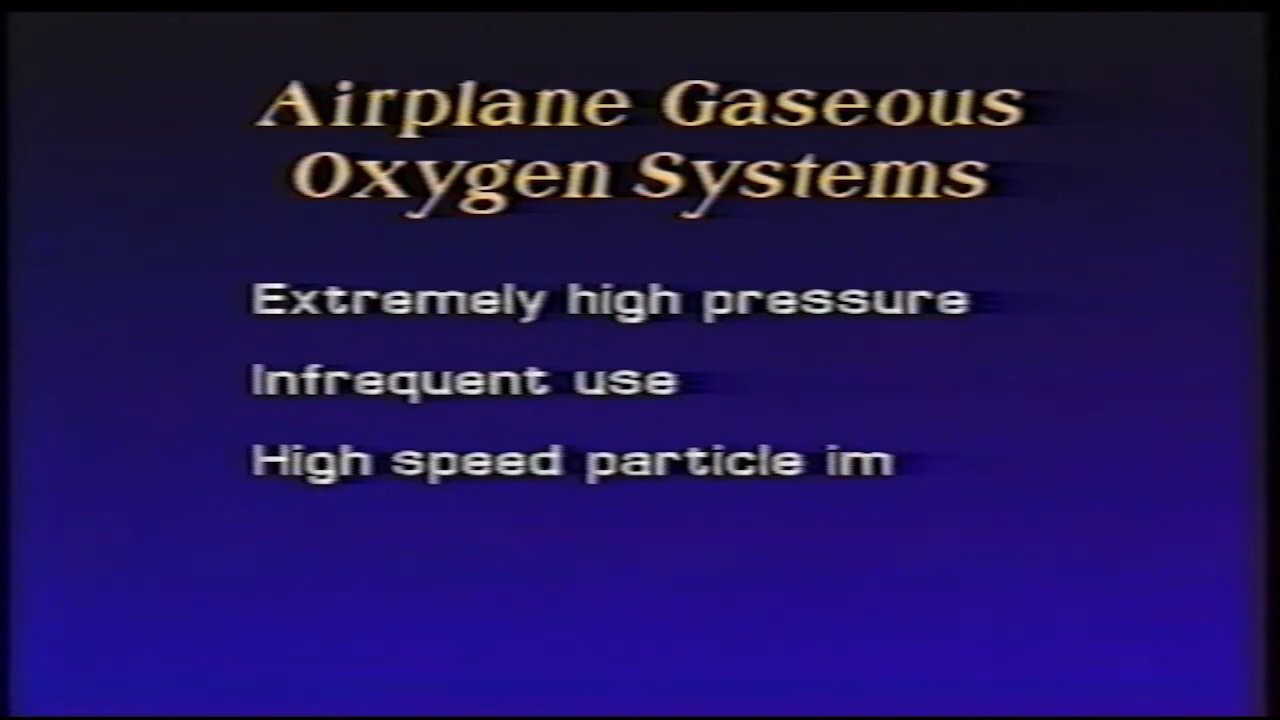 Airplane Gaseous
Oxygen Systems
Extremely high pressure
Infrequent use
High speed particle im